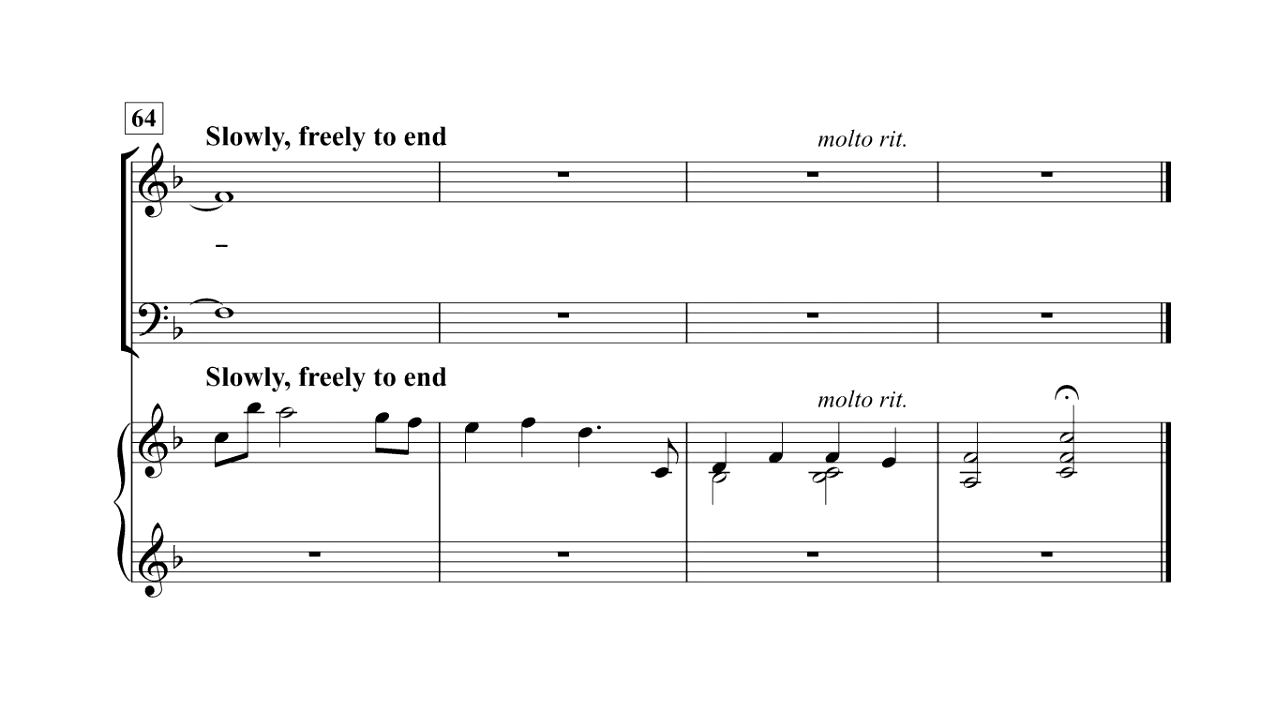 64
Slowly, freely to end
molto rit.
–
Slowly, freely to end
molto rit.